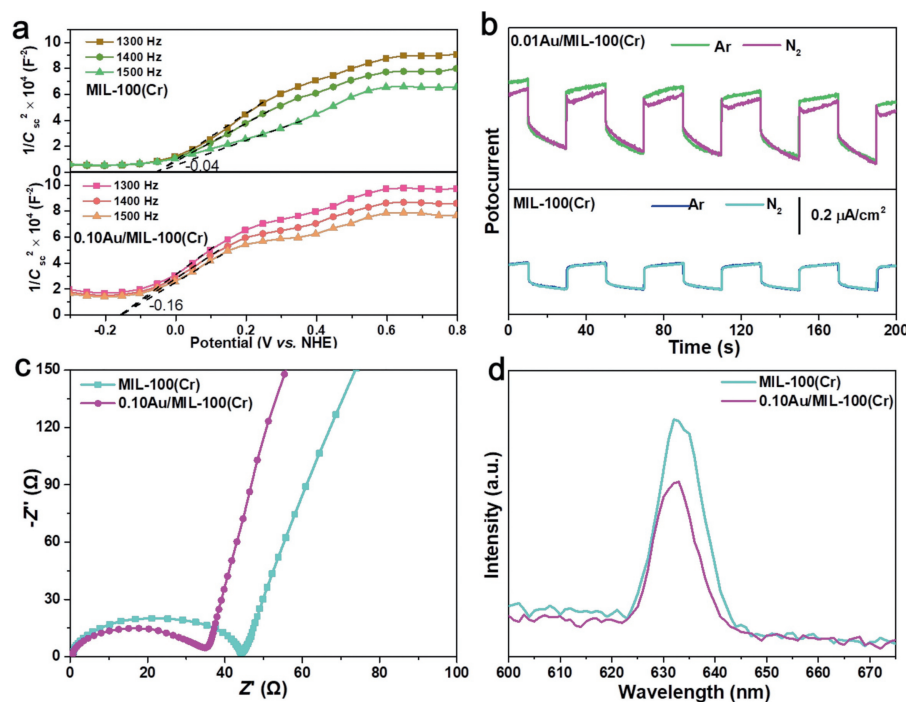 a
1/C_sc^2 × 10^4 (F^-2)
10
8
6
4
2
0
1300 Hz
1400 Hz
1500 Hz
MIL-100(Cr)
-0.04
1/C_sc^2 × 10^4 (F^-2)
10
8
6
4
2
0
1300 Hz
1400 Hz
1500 Hz
0.10Au/MIL-100(Cr)
-0.16
-0.2 0.0 0.2 0.4 0.6 0.8
Potential (V vs. NHE)
b
Potocurrent
0.01Au/MIL-100(Cr)
Ar N2
MIL-100(Cr)
Ar N2
0.2 μA/cm2
0 40 80 120 160 200
Time (s)
c
-Z'' (Ω)
150
120
90
60
30
0
MIL-100(Cr)
0.10Au/MIL-100(Cr)
0 20 40 60 80 100
Z' (Ω)
d
Intensity (a.u.)
MIL-100(Cr)
0.10Au/MIL-100(Cr)
600 610 620 630 640 650 660 670
Wavelength (nm)